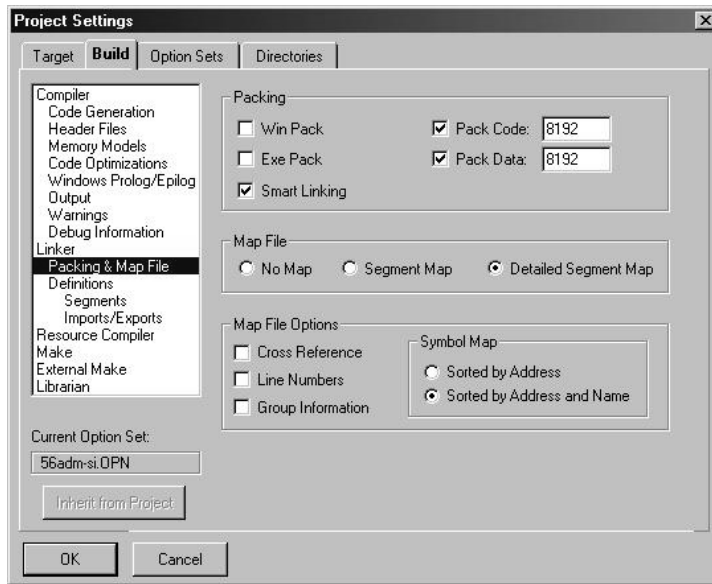 Project Settings
Target Build Option Sets Directories
Compiler
Code Generation
Header Files
Memory Models
Code Optimizations
Windows Prolog/Epilog
Output
Warnings
Debug Information
Linker
Packing & Map File
Definitions
Segments
Imports/Exports
Resource Compiler
Make
External Make
Librarian
Current Option Set:
56adm-si.OPN
Inherit from Project
Packing
Win Pack Pack Code: 8192
Exe Pack Pack Data: 8192
Smart Linking
Map File
No Map Segment Map Detailed Segment Map
Map File Options
Cross Reference
Line Numbers
Group Information
Symbol Map
Sorted by Address
Sorted by Address and Name
OK Cancel